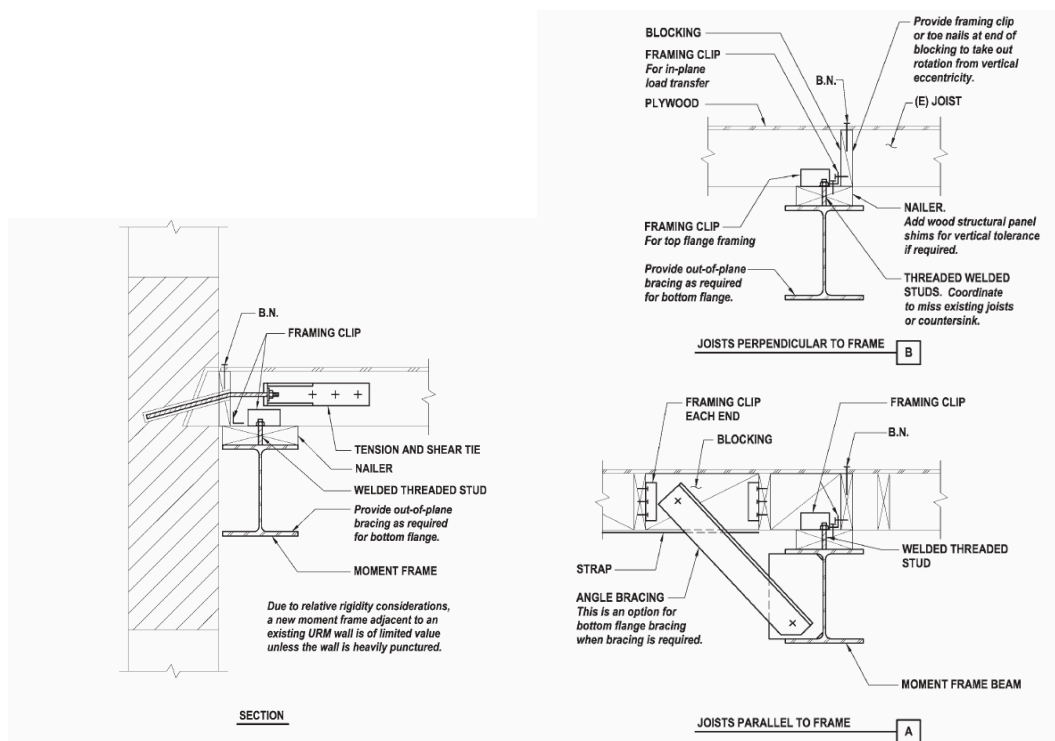 B.N.
FRAMING CLIP
TENSION AND SHEAR TIE
NAILER
WELDED THREADED STUD
Provide out-of-plane
bracing as required
for bottom flange.
MOMENT FRAME
Due to relative rigidity considerations,
a new moment frame adjacent to an
existing URM wall is of limited value
unless the wall is heavily punctured.
SECTION
BLOCKING
FRAMING CLIP
For in-plane
load transfer
PLYWOOD
B.N.
Provide framing clip
or toe nails at end of
blocking to take out
rotation from vertical
eccentricity.
(E) JOIST
FRAMING CLIP
For top flange framing
Provide out-of-plane
bracing as required
for bottom flange.
NAILER.
Add wood structural panel
shims for vertical tolerance
if required.
THREADED WELDED
STUDS. Coordinate
to miss existing joists
or countersink.
JOISTS PERPENDICULAR TO FRAME
B
FRAMING CLIP
EACH END
BLOCKING
FRAMING CLIP
B.N.
STRAP
ANGLE BRACING
This is an option for
bottom flange bracing
when bracing is required.
WELDED THREADED
STUD
MOMENT FRAME BEAM
JOISTS PARALLEL TO FRAME
A